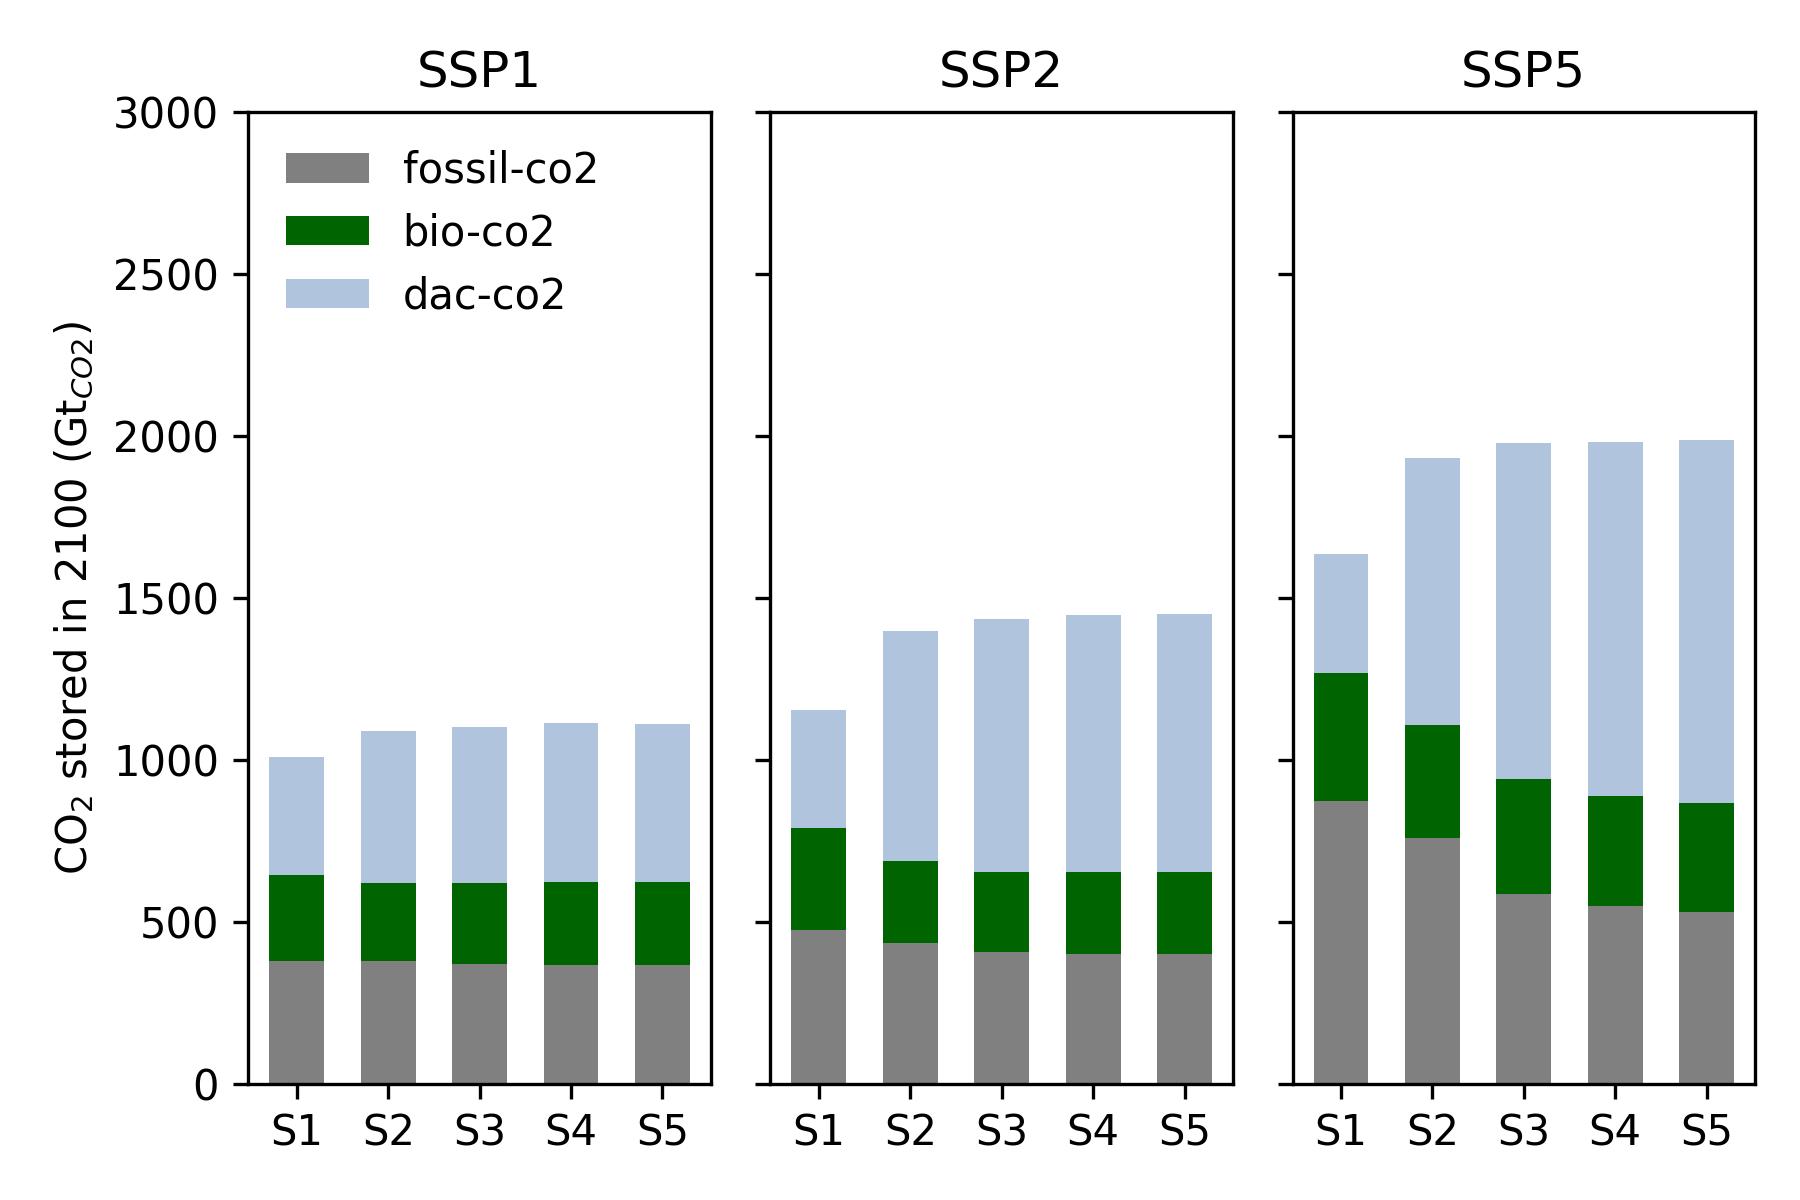 SSP1 SSP2 SSP5
3000
2500
2000
1500
1000
500
0
CO₂ stored in 2100 (Gt_CO2)
fossil-co2
bio-co2
dac-co2
S1 S2 S3 S4 S5 S1 S2 S3 S4 S5 S1 S2 S3 S4 S5